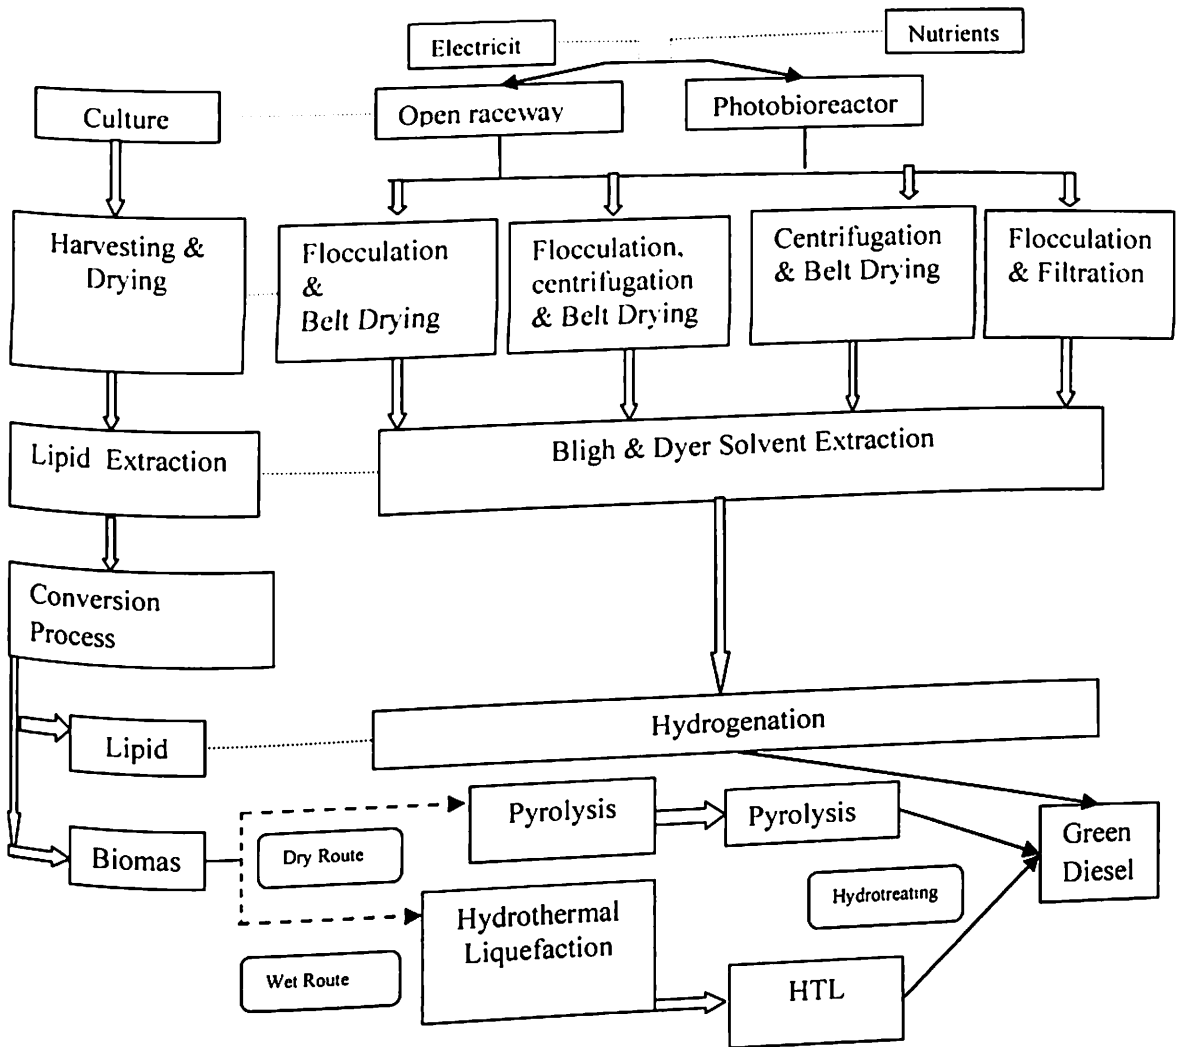 Electricit
Nutrients
Culture
Open raceway
Photobioreactor
Harvesting &
Drying
Flocculation
&
Belt Drying
Flocculation,
centrifugation
& Belt Drying
Centrifugation
& Belt Drying
Flocculation
& Filtration
Lipid Extraction
Bligh & Dyer Solvent Extraction
Conversion
Process
Lipid
Hydrogenation
Biomas
Dry Route
Pyrolysis
Pyrolysis
Green
Diesel
Hydrotreating
Wet Route
Hydrothermal
Liquefaction
HTL